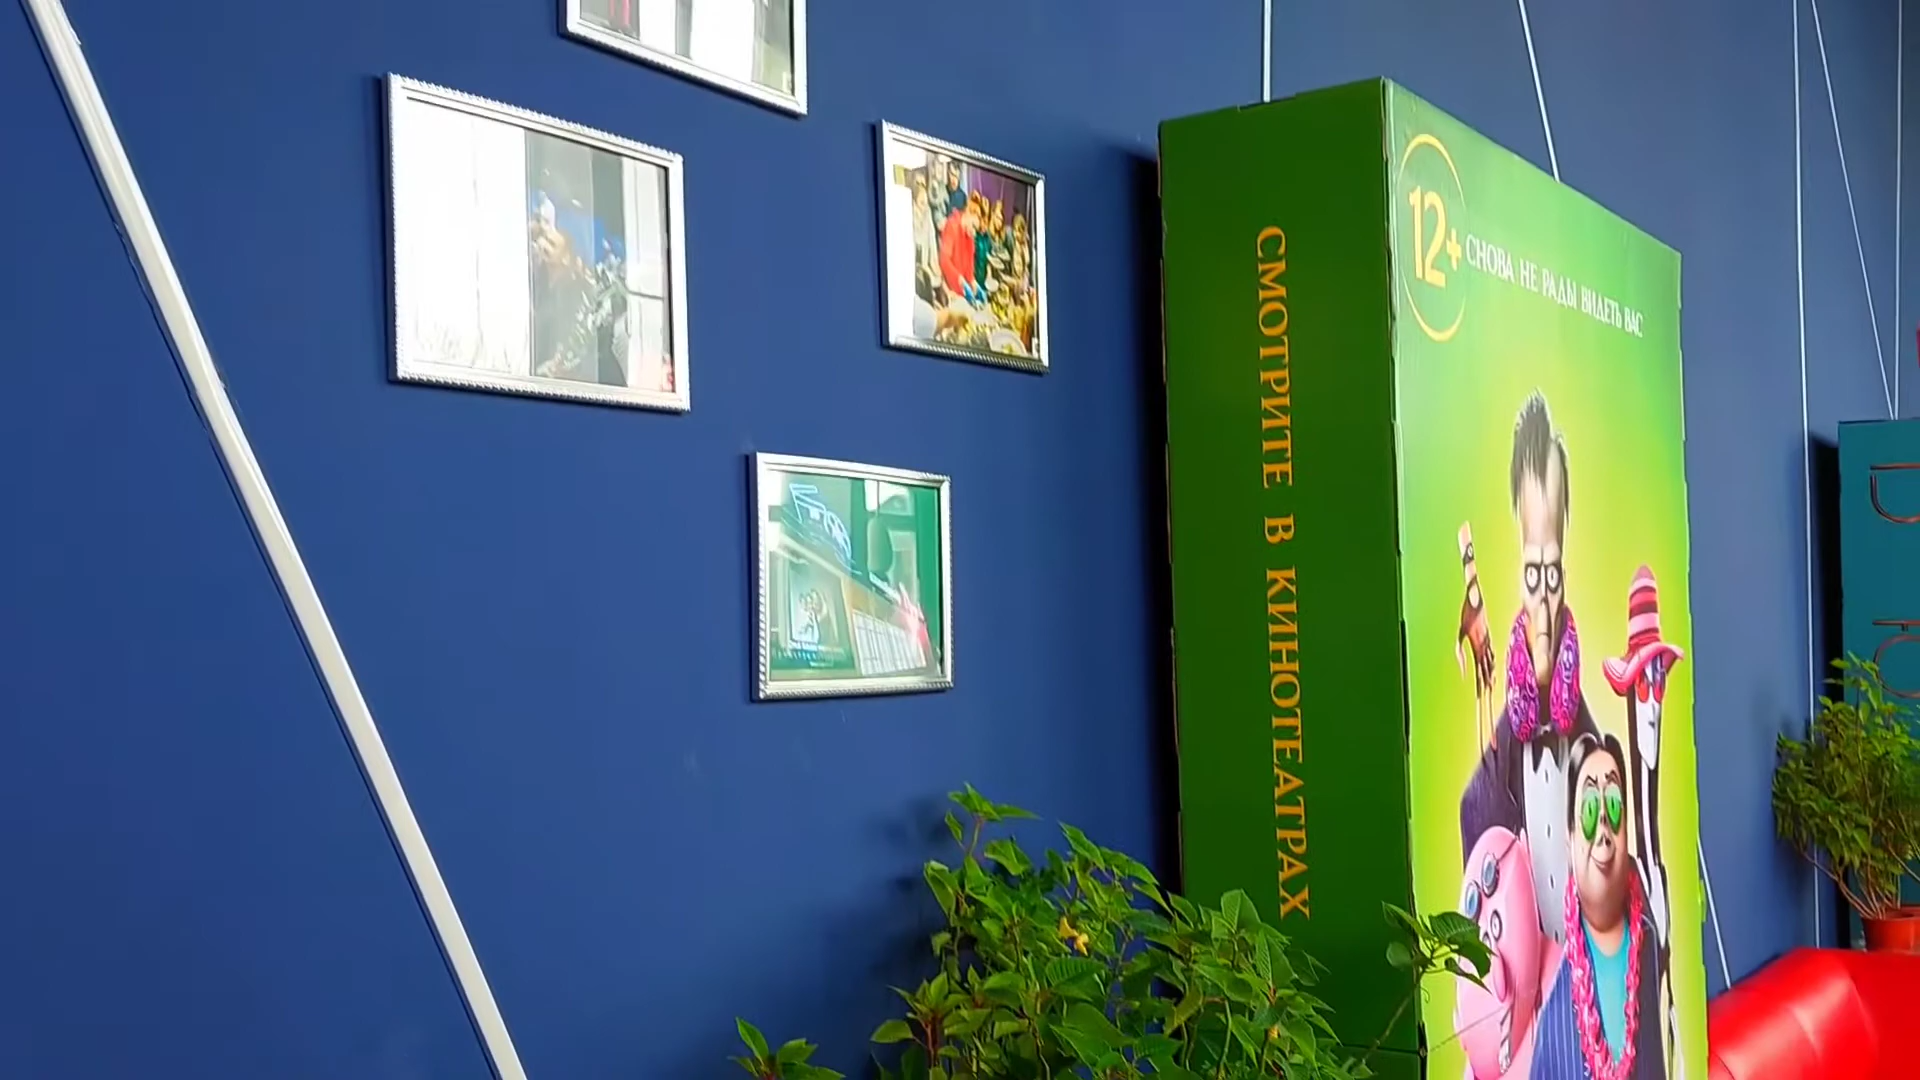 СМОТРИТЕ В КИНОТЕАТРАХ
12+
СНОВА НЕ РАДЫ ВИДЕТЬ ВАС